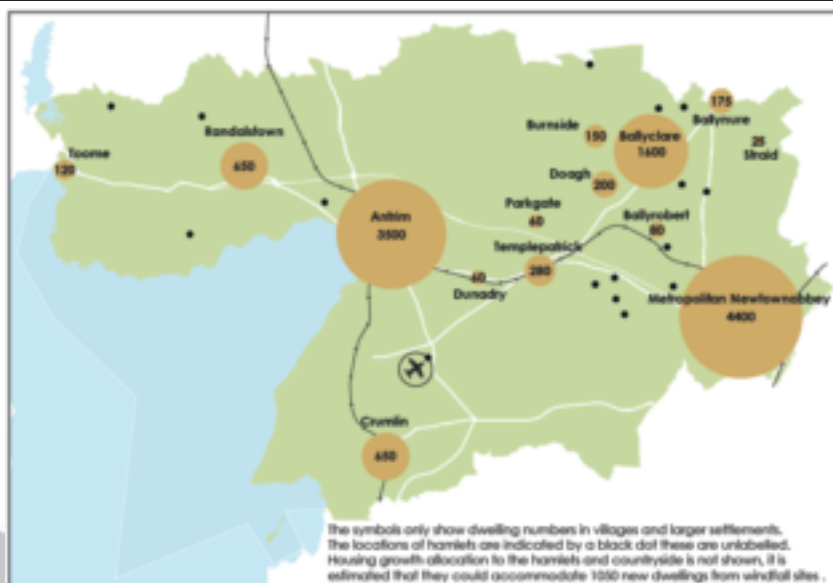 175
Ballynure
Burnside
150
Ballyclare
1600
25
Straid
Randalstown
650
Toome
120
Doagh
200
Parkgate
60
Ballyrobert
80
Antrim
3500
Templepatrick
280
60
Dunadry
Metropolitan Newtownabbey
4400
Crumlin
650
The symbols only show dwelling numbers in villages and larger settlements.
The locations of hamlets are indicated by a black dot these are unlabelled.
Housing growth allocation to the hamlets and countryside is not shown, it is
estimated that they could accommodate 1050 new dwellings from windfall sites .